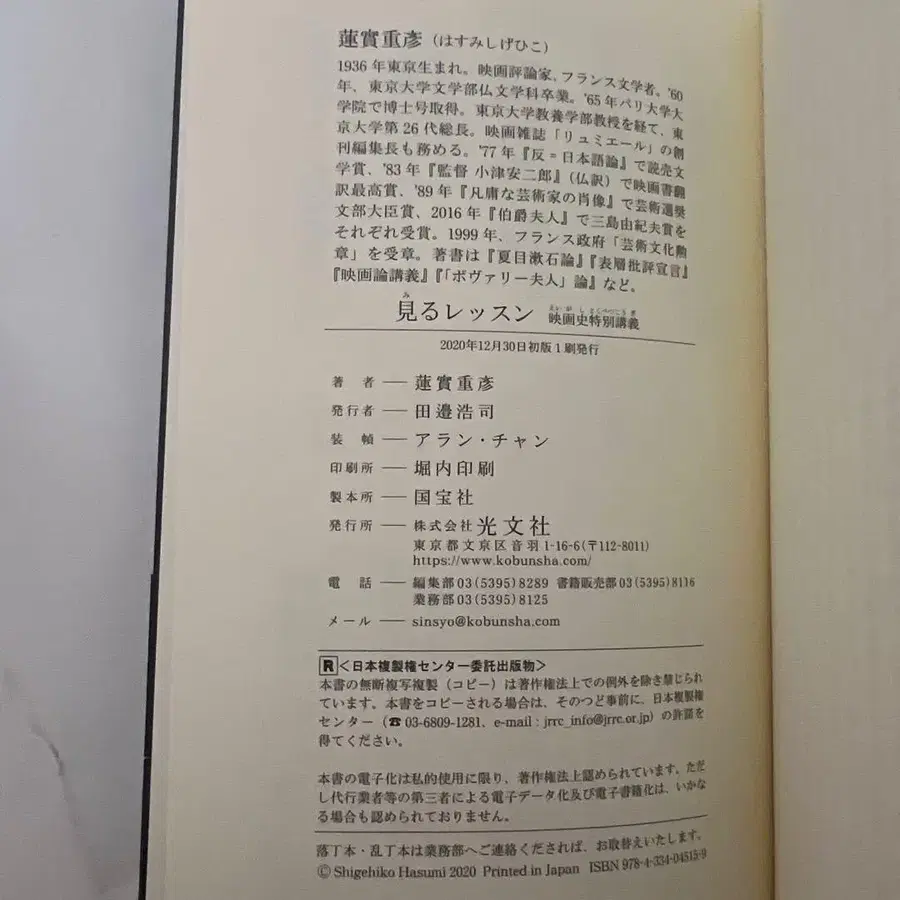 蓮實重彥（はすみしげひこ）
1936年東京生まれ。映画評論家、フランス文学者。'60
年、東京大学文学部仏文学科卒業。'65年パリ大学大
学院で博士号取得。東京大学教養学部教授を経て、東
京大学第26代総長。映画雑誌「リュミエール」の創
刊編集長も務める。'77年『反＝日本語論』で読売文
学賞、'83年『監督 小津安二郎』（仏訳）で映画書翻
訳最高賞、'89年『凡庸な芸術家の肖像』で芸術選奨
文部大臣賞、2016年『伯爵夫人』で三島由紀夫賞を
それぞれ受賞。1999年、フランス政府「芸術文化勲
章」を受章。著書は『夏目漱石論』『表層批評宣言』
『映画論講義』『「ボヴァリー夫人」論』など。
み
見るレッスン えいがしとくべつこうぎ 映画史特別講義
2020年12月30日初版1刷発行
著 者 ── 蓮實重彥
発行者 ── 田邉浩司
装 幀 ── アラン・チャン
印刷所 ── 堀内印刷
製本所 ── 国宝社
発行所 ── 株式会社 光文社
東京都文京区音羽1-16-6(〒112-8011)
https://www.kobunsha.com/
電 話 ── 編集部03(5395)8289 書籍販売部03(5395)8116
業務部03(5395)8125
メール ── sinsyo@kobunsha.com
R＜日本複製権センター委託出版物＞
本書の無断複写複製（コピー）は著作権法上での例外を除き禁じられ
ています。本書をコピーされる場合は、そのつど事前に、日本複製権
センター（☎03-6809-1281、e-mail : jrrc_info@jrrc.or.jp）の許諾を
得てください。
本書の電子化は私的使用に限り、著作権法上認められています。ただ
し代行業者等の第三者による電子データ化及び電子書籍化は、いかな
る場合も認められておりません。
落丁本・乱丁本は業務部へご連絡くだされば、お取替えいたします。
© Shigehiko Hasumi 2020 Printed in Japan ISBN 978-4-334-04515-9